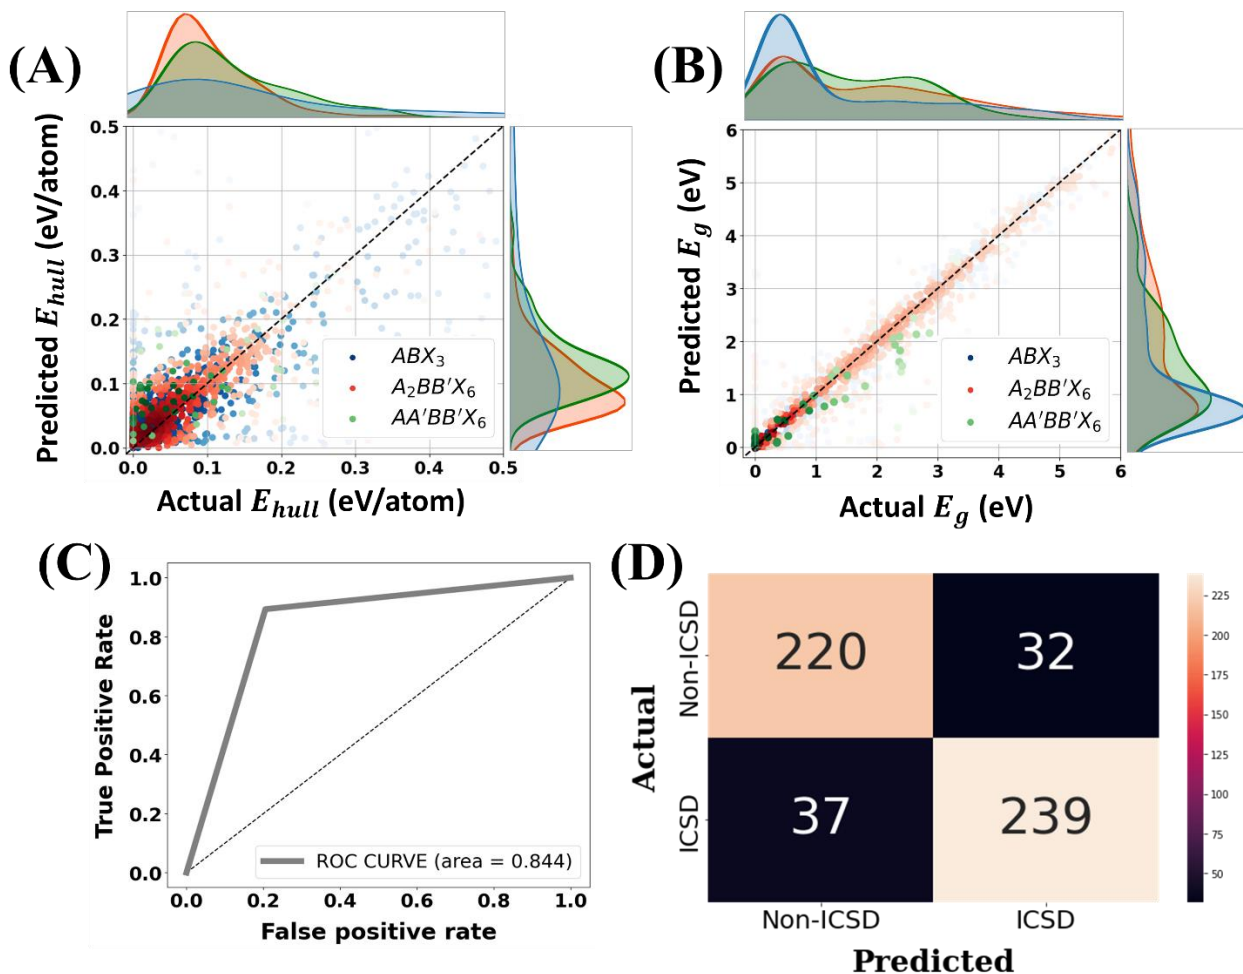 (A)
(B)
0.5
0.4
0.3
0.2
0.1
0.0
0.0
0.1
0.2
0.3
0.4
0.5
Predicted E_hull (eV/atom)
Actual E_hull (eV/atom)
ABX₃
A₂BB'X₆
AA'BB'X₆
6
5
4
3
2
1
0
0
1
2
3
4
5
6
Predicted E_g (eV)
Actual E_g (eV)
ABX₃
A₂BB'X₆
AA'BB'X₆
(C)
1.0
0.8
0.6
0.4
0.2
0.0
0.0
0.2
0.4
0.6
0.8
1.0
True Positive Rate
False positive rate
ROC CURVE (area = 0.844)
(D)
Actual
Non-ICSD
ICSD
220
32
37
239
Non-ICSD
ICSD
Predicted
225
200
175
150
125
100
75
50